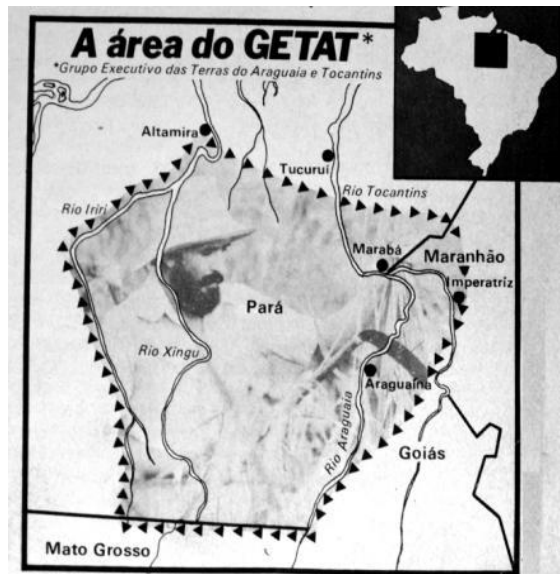 A área do GETAT*
*Grupo Executivo das Terras do Araguaia e Tocantins
Altamira
Tucuruí
Rio Tocantins
Rio Iriri
Marabá
Maranhão
Imperatriz
Pará
Rio Xingu
Araguaína
Rio Araguaia
Goiás
Mato Grosso